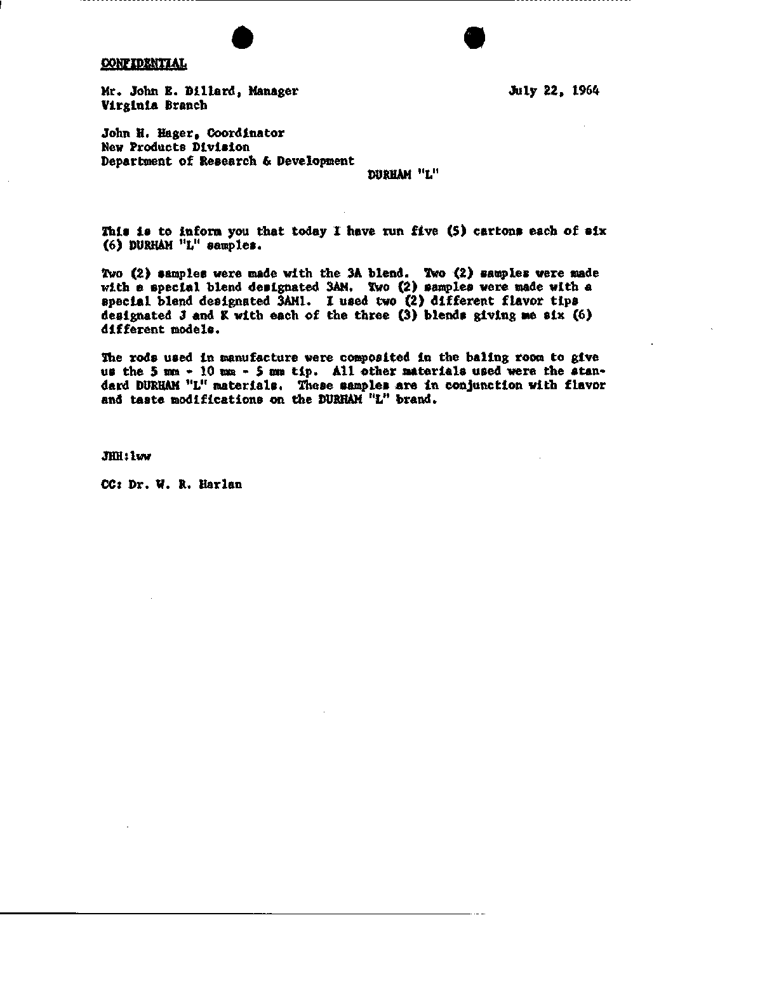 CONFIDENTIAL
Mr. John E. Dillard, Manager July 22, 1964
Virginia Branch
John H. Hager, Coordinator
New Products Division
Department of Research & Development
DURHAM "L"
This is to inform you that today I have run five (5) cartons each of six
(6) DURHAM "L" samples.
Two (2) samples were made with the 3A blend. Two (2) samples were made
with a special blend designated 3AM. Two (2) samples were made with a
special blend designated 3AM1. I used two (2) different flavor tips
designated J and K with each of the three (3) blends giving me six (6)
different models.
The rods used in manufacture were composited in the baling room to give
us the 5 mm - 10 mm - 5 mm tip. All other materials used were the stan-
dard DURHAM "L" materials. These samples are in conjunction with flavor
and taste modifications on the DURHAM "L" brand.
JHH:lww
CC: Dr. W. R. Harlan